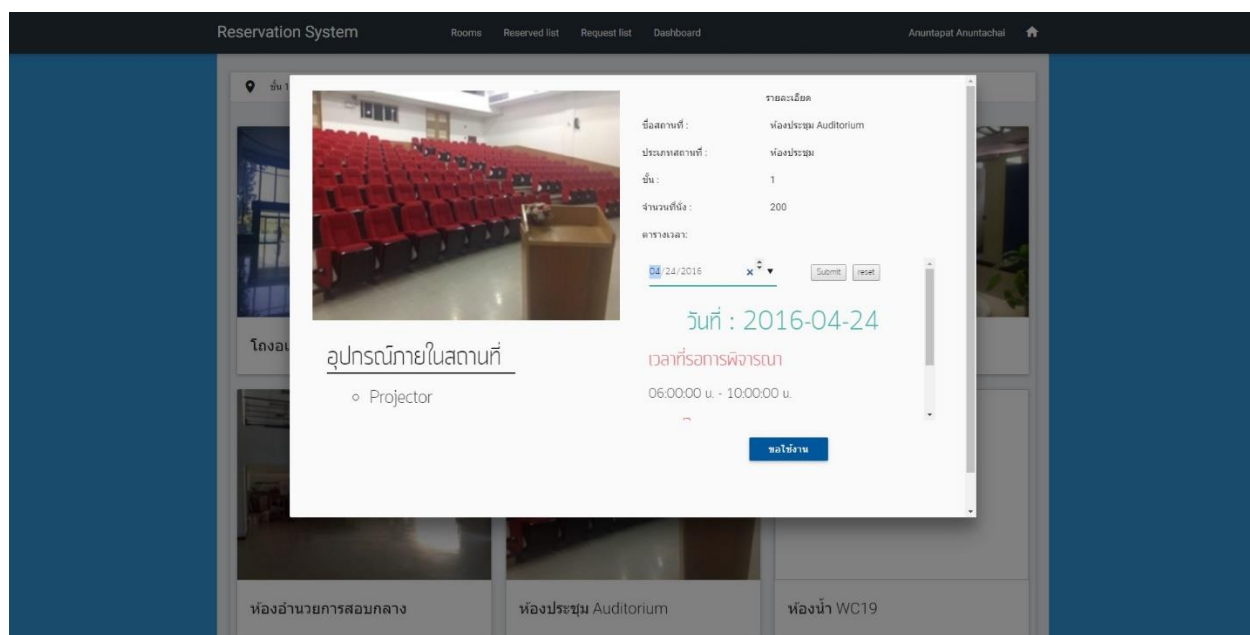 Reservation System
Rooms Reserved list Request list Dashboard
Anuntapat Anuntachai
ชั้น 1
รายละเอียด
ชื่อสถานที่ : ห้องประชุม Auditorium
ประเภทสถานที่ : ห้องประชุม
ชั้น : 1
จำนวนที่นั่ง : 200
ตารางเวลา:
04/24/2016
Submit reset
วันที่ : 2016-04-24
เวลาที่รอการพิจารณา
06:00:00 น. - 10:00:00 น.
ขอใช้งาน
อุปกรณ์ภายในสถานที่
Projector
ห้องอำนวยการสอบกลาง
ห้องประชุม Auditorium
ห้องน้ำ WC19